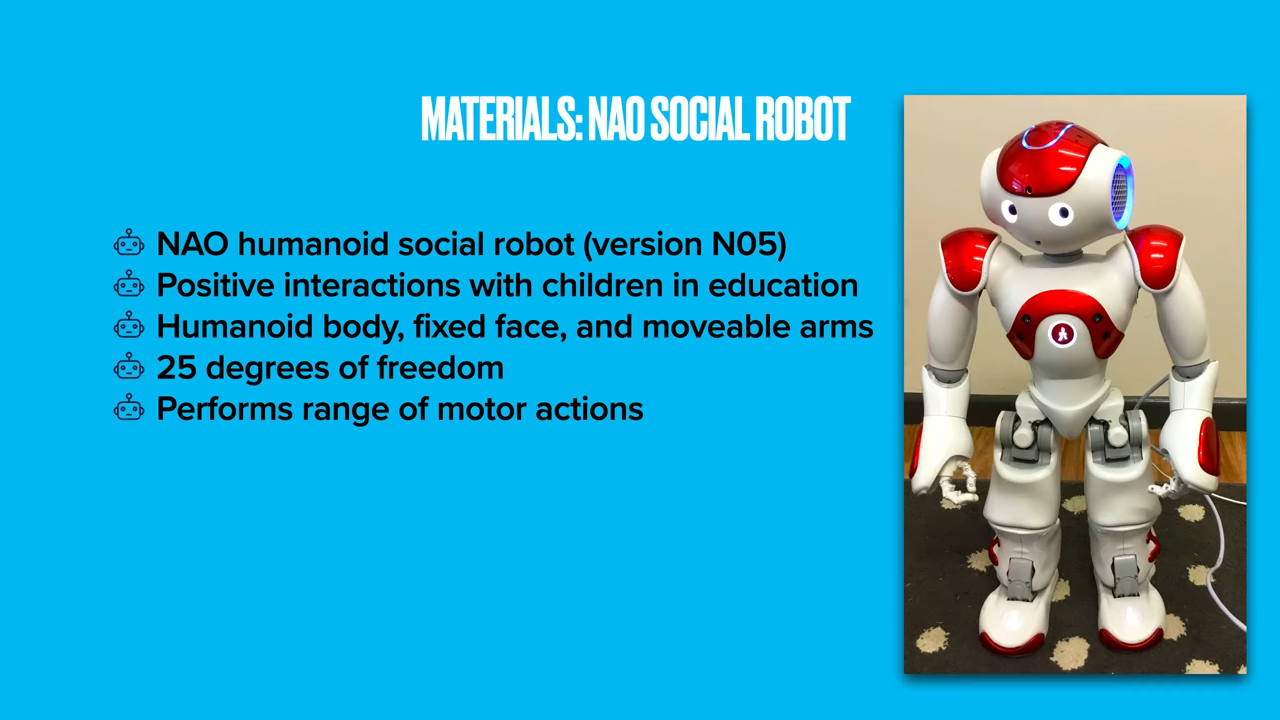 MATERIALS: NAO SOCIAL ROBOT
NAO humanoid social robot (version N05)
Positive interactions with children in education
Humanoid body, fixed face, and moveable arms
25 degrees of freedom
Performs range of motor actions